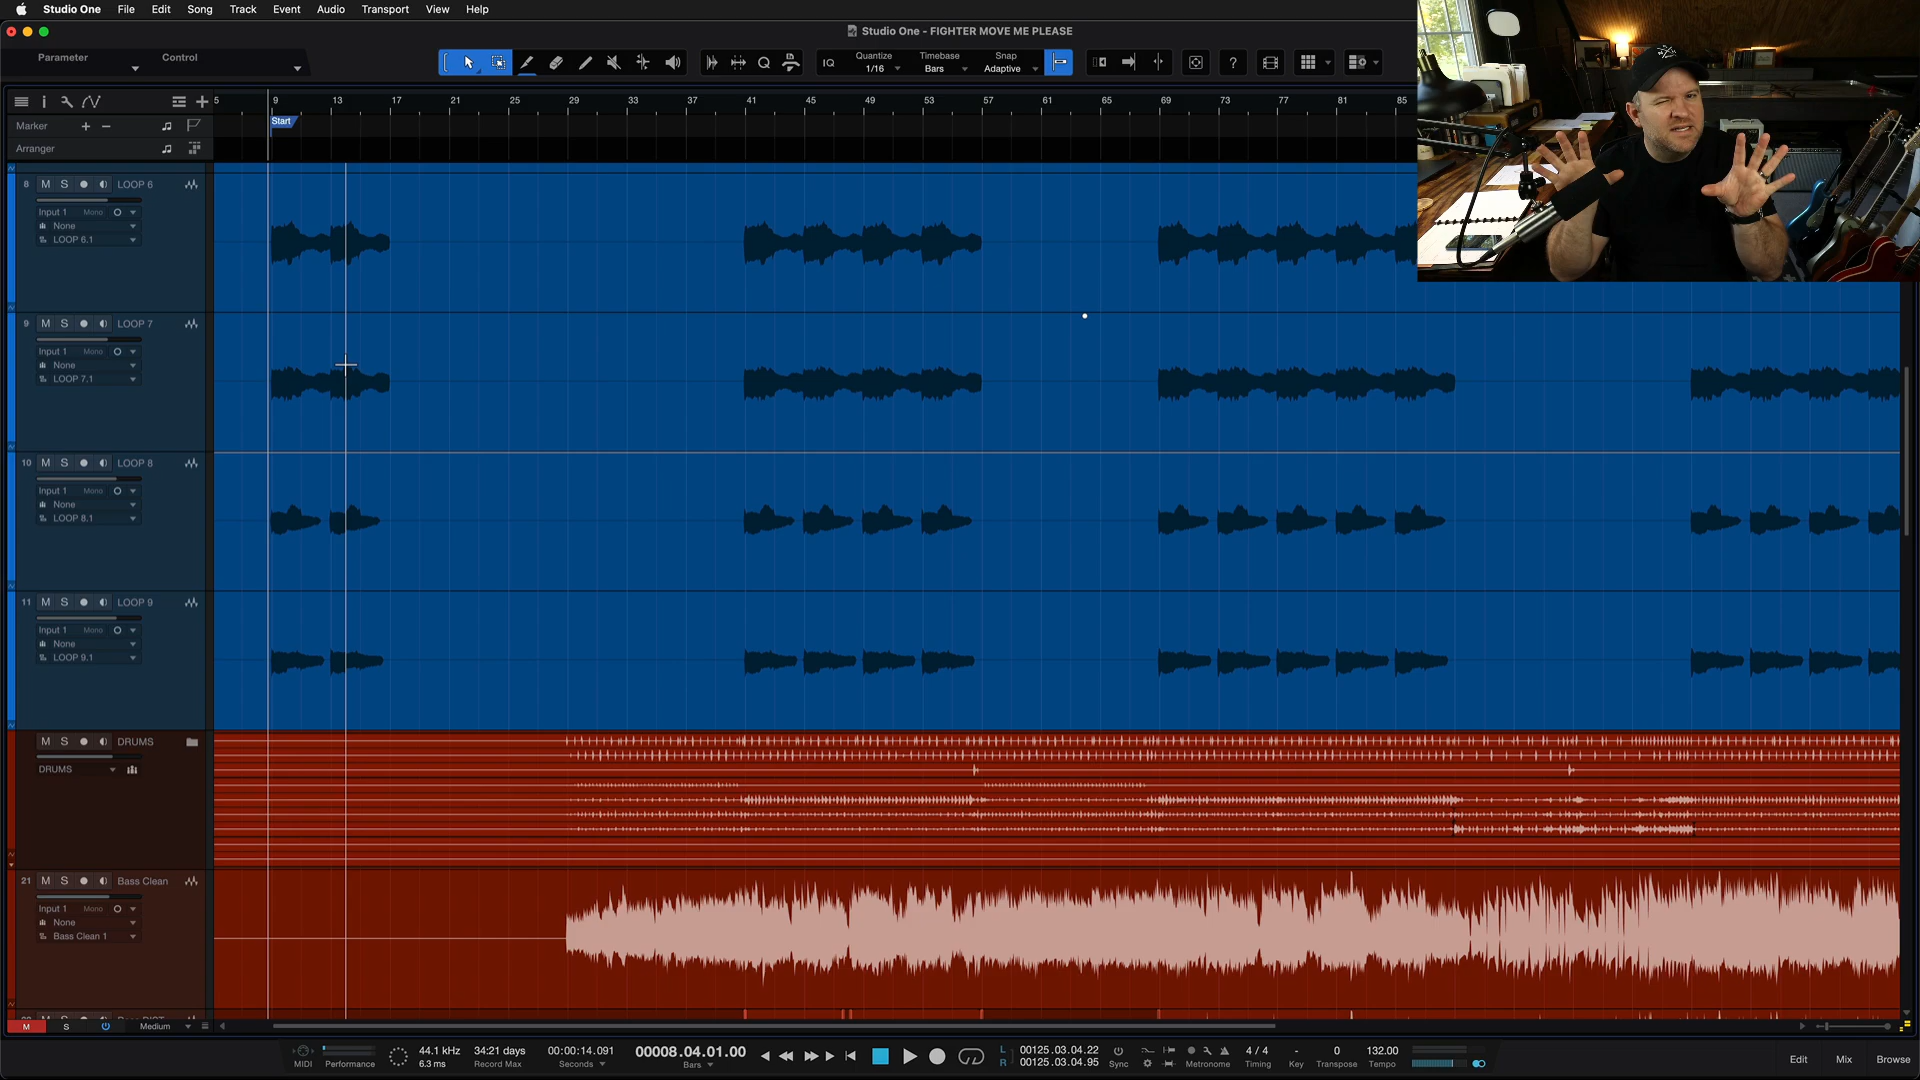 Studio One File Edit Song Track Event Audio Transport View Help
Studio One - FIGHTER MOVE ME PLEASE
Parameter Control
IQ Quantize 1/16 Timebase Bars Snap Adaptive
5 9 13 17 21 25 29 33 37 41 45 49 53 57 61 65 69 73 77 81 85
Start
Marker
Arranger
8 M S LOOP 6
Input 1 Mono
None
LOOP 6.1
9 M S LOOP 7
Input 1 Mono
None
LOOP 7.1
10 M S LOOP 8
Input 1 Mono
None
LOOP 8.1
11 M S LOOP 9
Input 1 Mono
None
LOOP 9.1
M S DRUMS
DRUMS
21 M S Bass Clean
Input 1 Mono
None
Bass Clean 1
M S Medium
MIDI Performance
44.1 kHz
6.3 ms
34:21 days
Record Max
00:00:14.091
Seconds
00008.04.01.00
Bars
L 00125.03.04.22
R 00125.03.04.95
Sync Metronome
4 / 4
Timing
-
Key
0
Transpose
132.00
Tempo
Edit Mix Browse